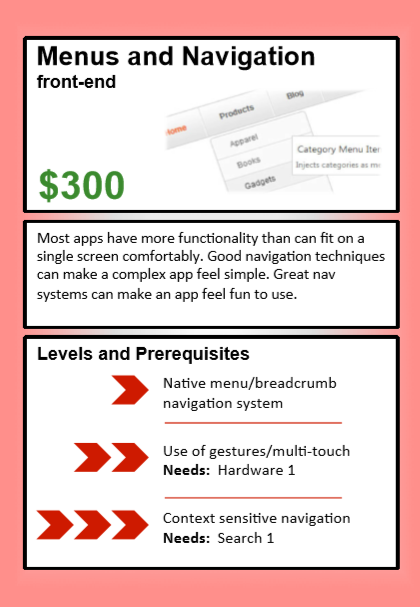 Menus and Navigation
front-end
Home Products Blog
Apparel
Books
Gadgets
Category Menu Iter
Injects categories as
$300
Most apps have more functionality than can fit on a
single screen comfortably. Good navigation techniques
can make a complex app feel simple. Great nav
systems can make an app feel fun to use.
Levels and Prerequisites
Native menu/breadcrumb
navigation system
Use of gestures/multi-touch
Needs: Hardware 1
Context sensitive navigation
Needs: Search 1